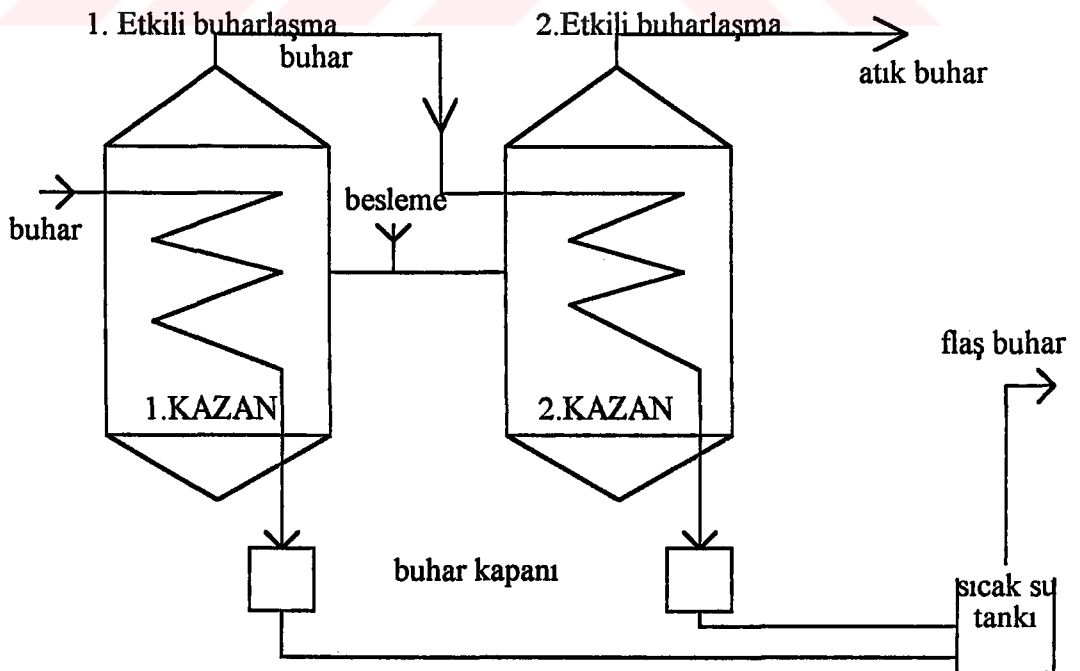 1. Etkili buharlaşma
2.Etkili buharlaşma
buhar
atık buhar
besleme
buhar
flaş buhar
1.KAZAN
2.KAZAN
buhar kapanı
sıcak su
tankı